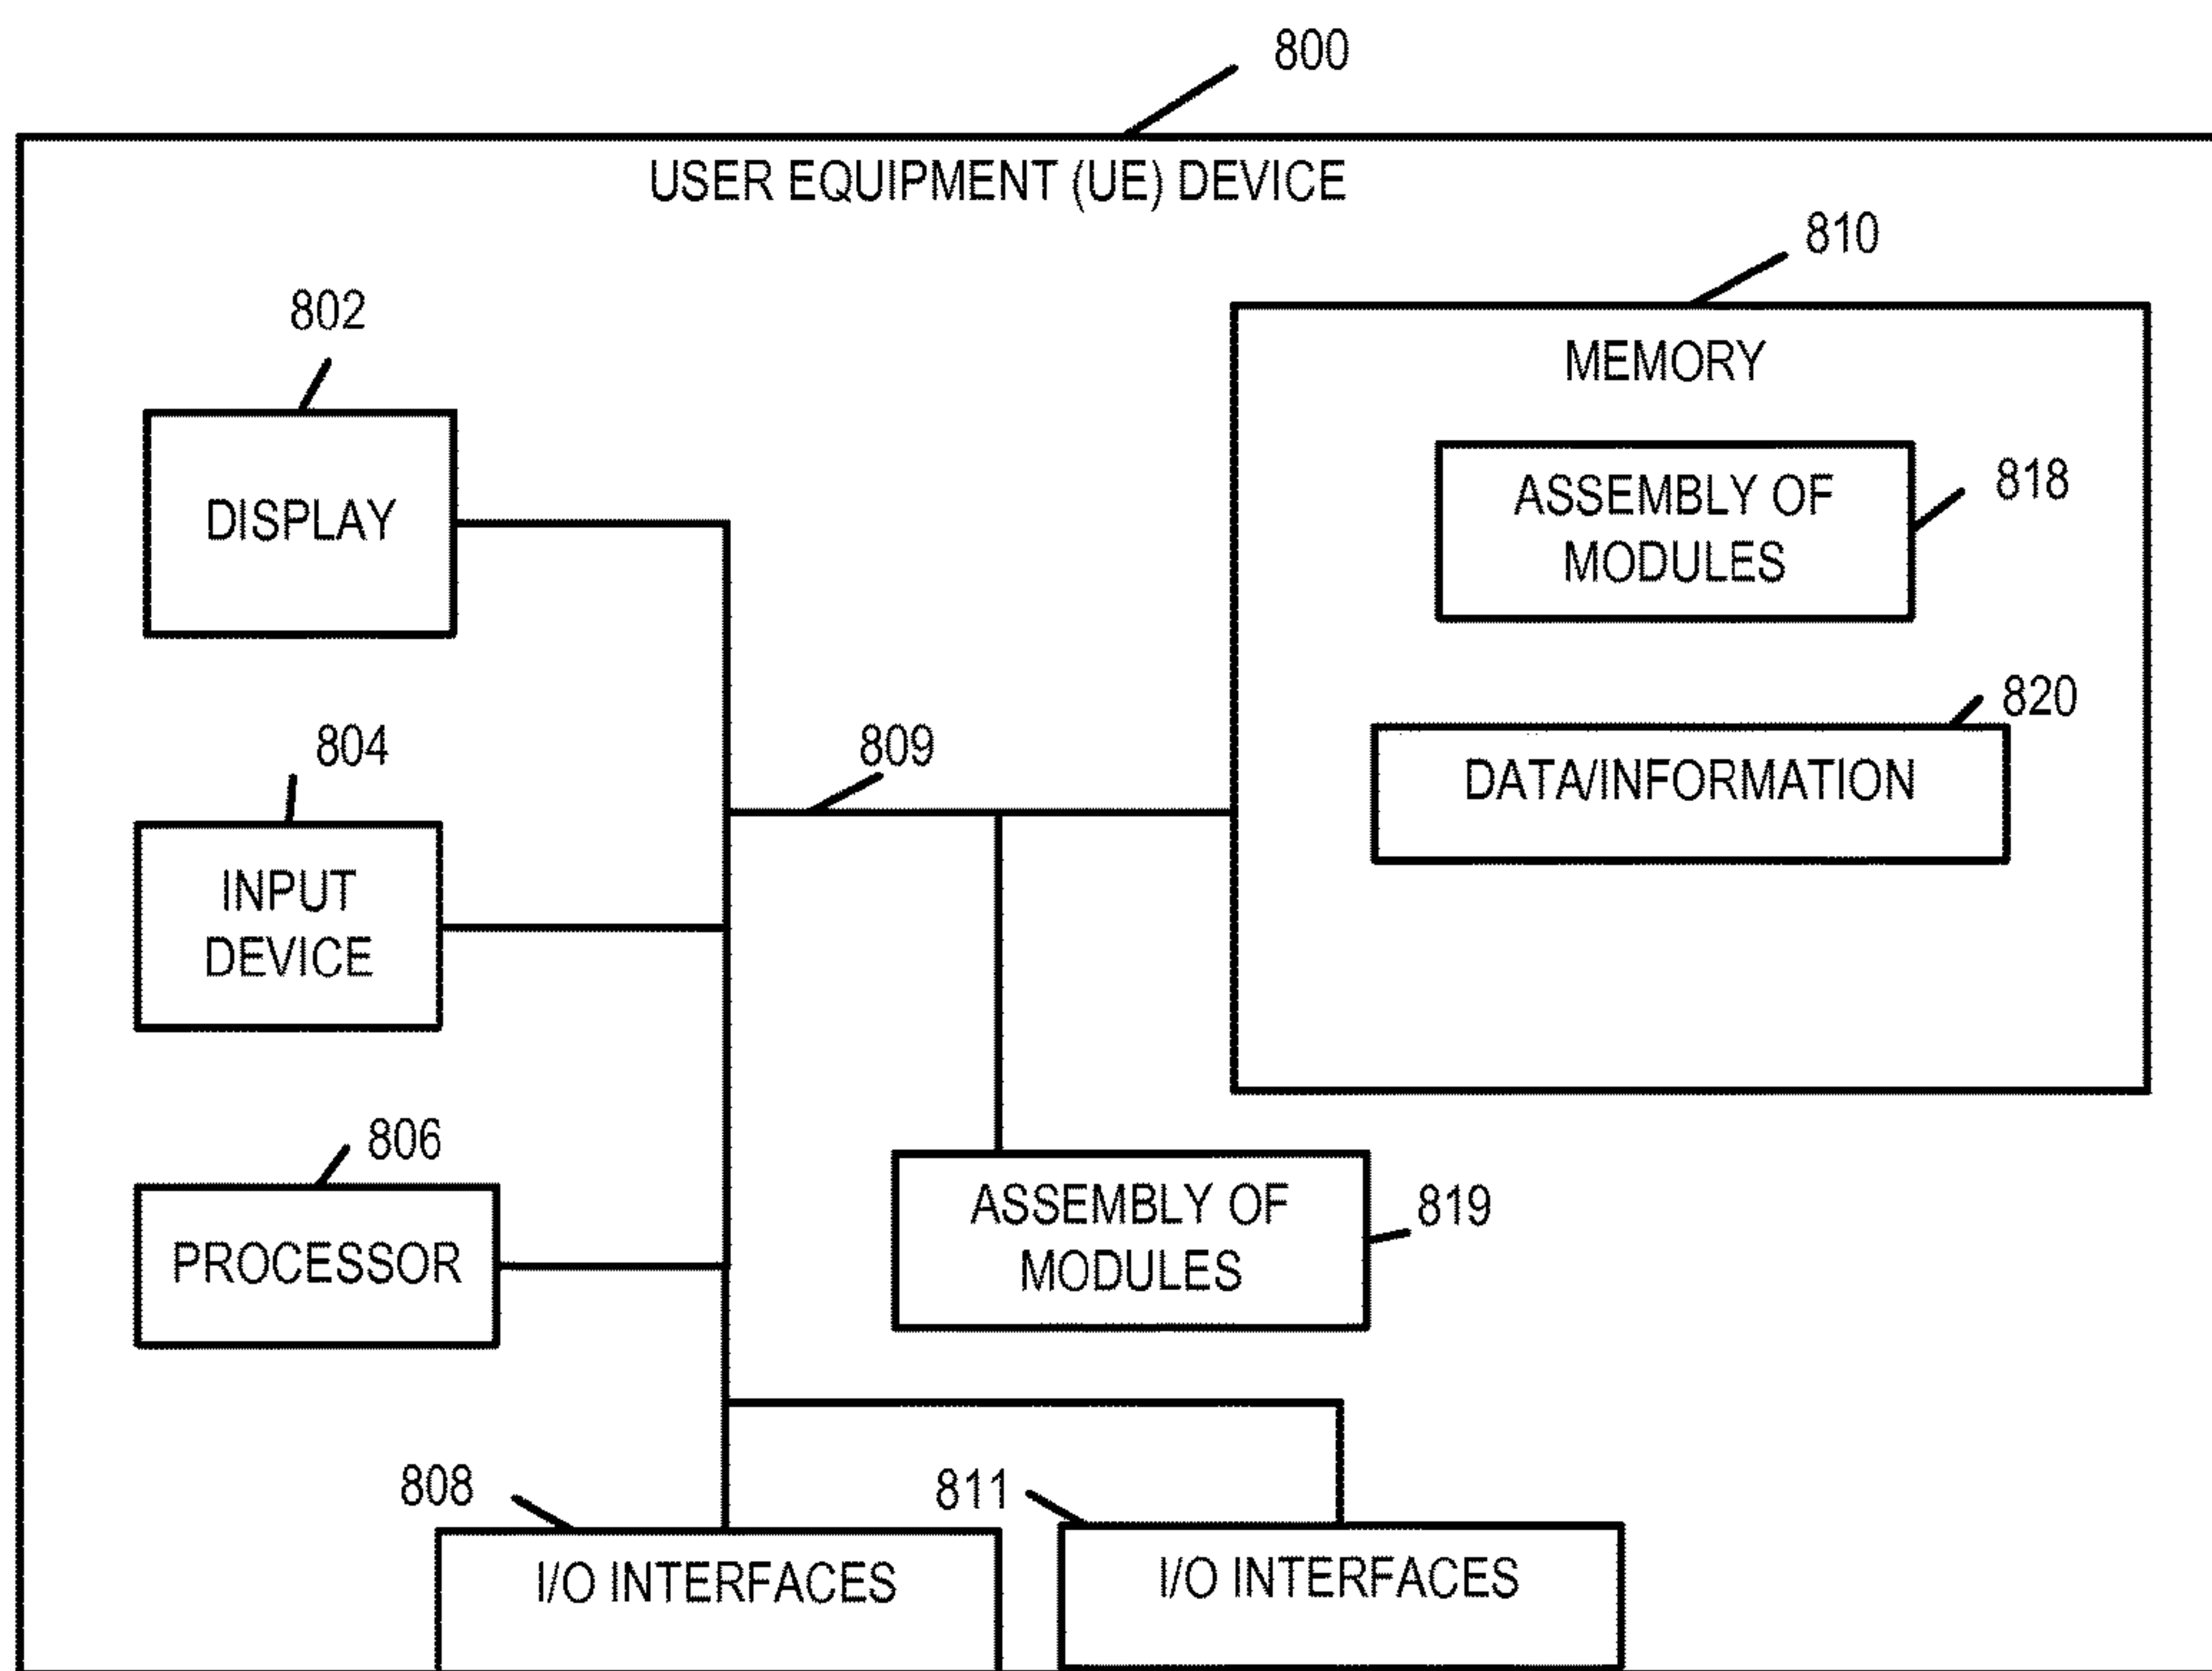 800
USER EQUIPMENT (UE) DEVICE
810
802
MEMORY
ASSEMBLY OF
MODULES
818
DISPLAY
820
804
809
DATA/INFORMATION
INPUT
DEVICE
806
PROCESSOR
ASSEMBLY OF
MODULES
819
808
811
I/O INTERFACES
I/O INTERFACES